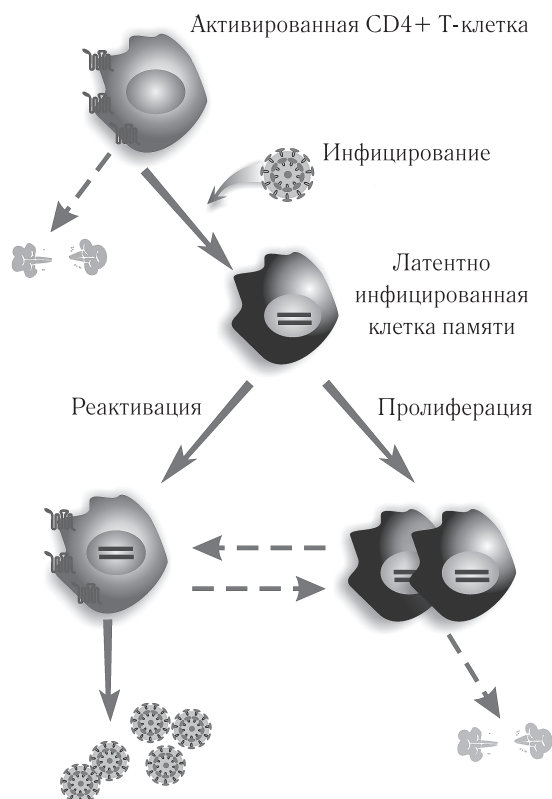 Активированная CD4+ Т-клетка
Инфицирование
Латентно
инфицированная
клетка памяти
Реактивация
Пролиферация